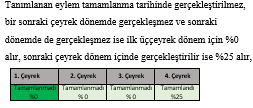 Tanımlanan eylem tamamlanma tarihinde gerçekleştirilmez,
bir sonraki çeyrek dönemde gerçekleşmez ve sonraki
dönemde de gerçekleşmez ise ilk üççeyrek dönem için %0
alır, sonraki çeyrek dönem içinde gerçekleştirilir ise %25 alır,
1. Çeyrek 2. Çeyrek 3. Çeyrek 4. Çeyrek
Tamamlanmadı Tamamlanmadı Tamamlanmadı Tamamlandı
%0 % 0 % 0 %25